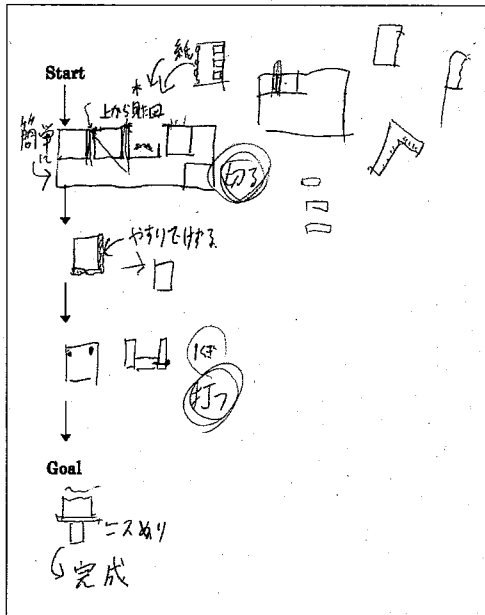 Start
紙
木
上から見た図
簡単に
切る
やすりでけずる
くぎ
打つ
Goal
ニスぬり
完成